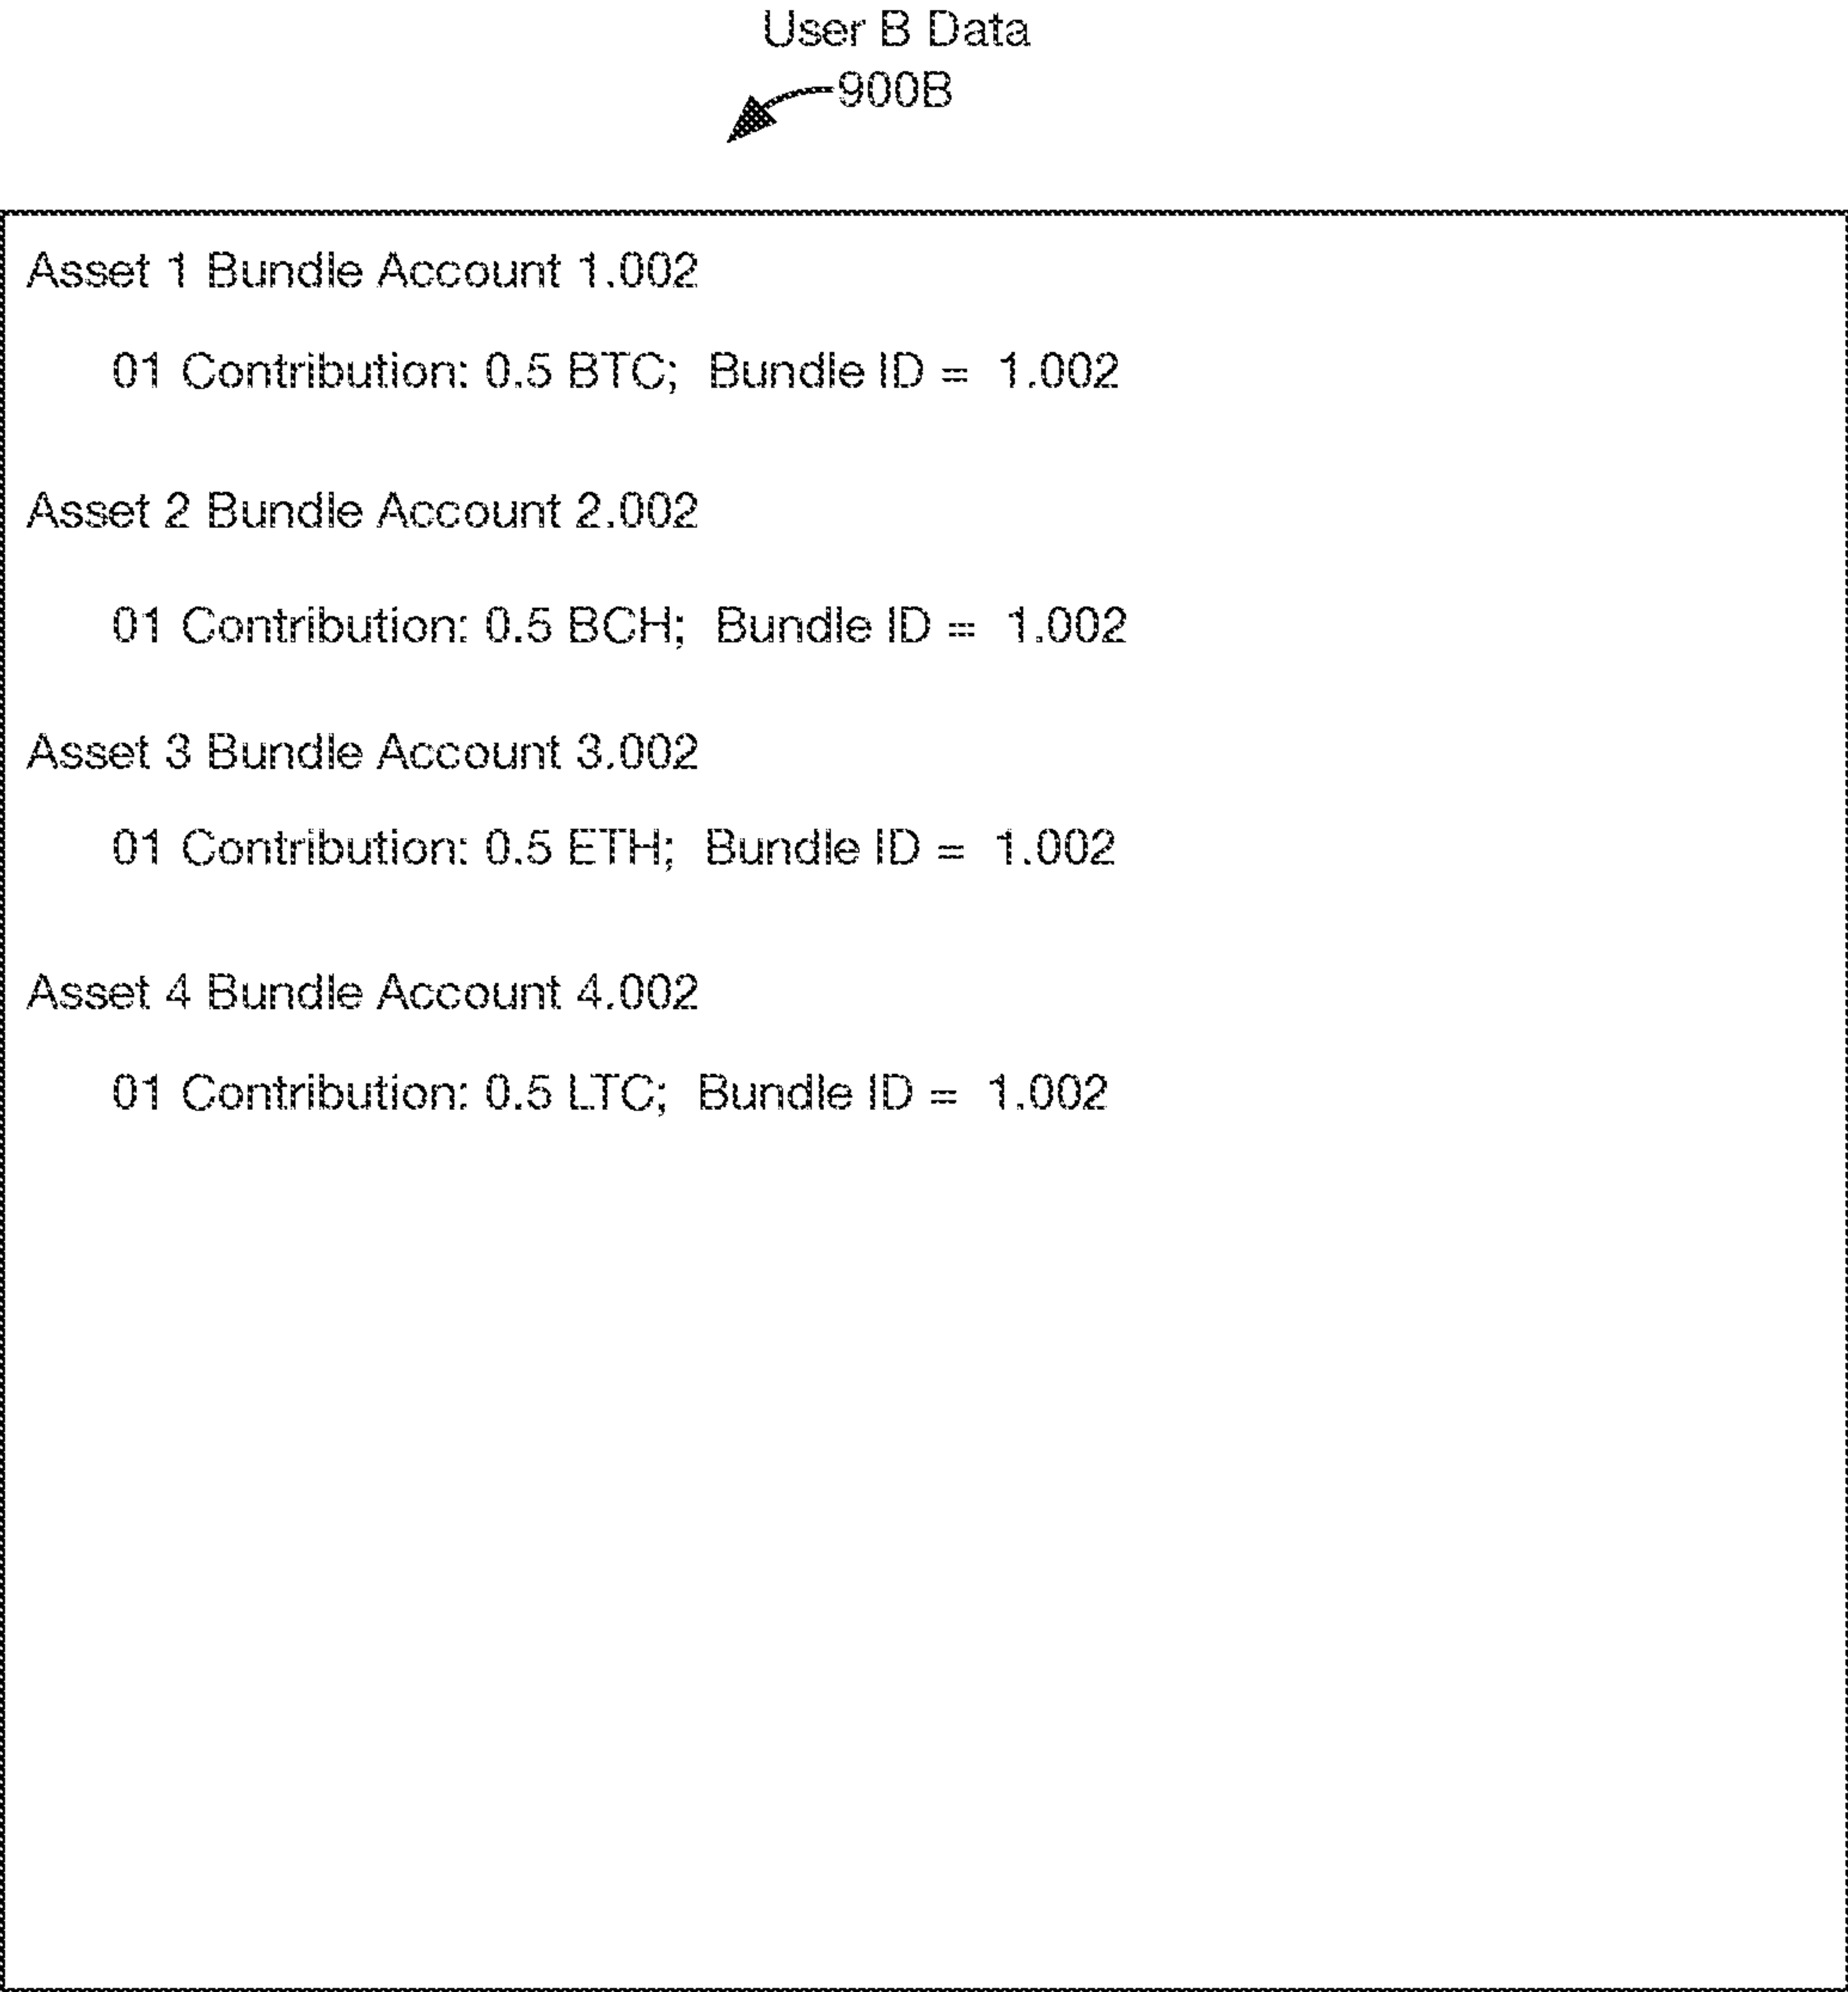 User B Data
900B
Asset 1 Bundle Account 1.002
01 Contribution: 0.5 BTC; Bundle ID = 1.002
Asset 2 Bundle Account 2.002
01 Contribution: 0.5 BCH; Bundle ID = 1.002
Asset 3 Bundle Account 3.002
01 Contribution: 0.5 ETH; Bundle ID = 1.002
Asset 4 Bundle Account 4.002
01 Contribution: 0.5 LTC; Bundle ID = 1.002